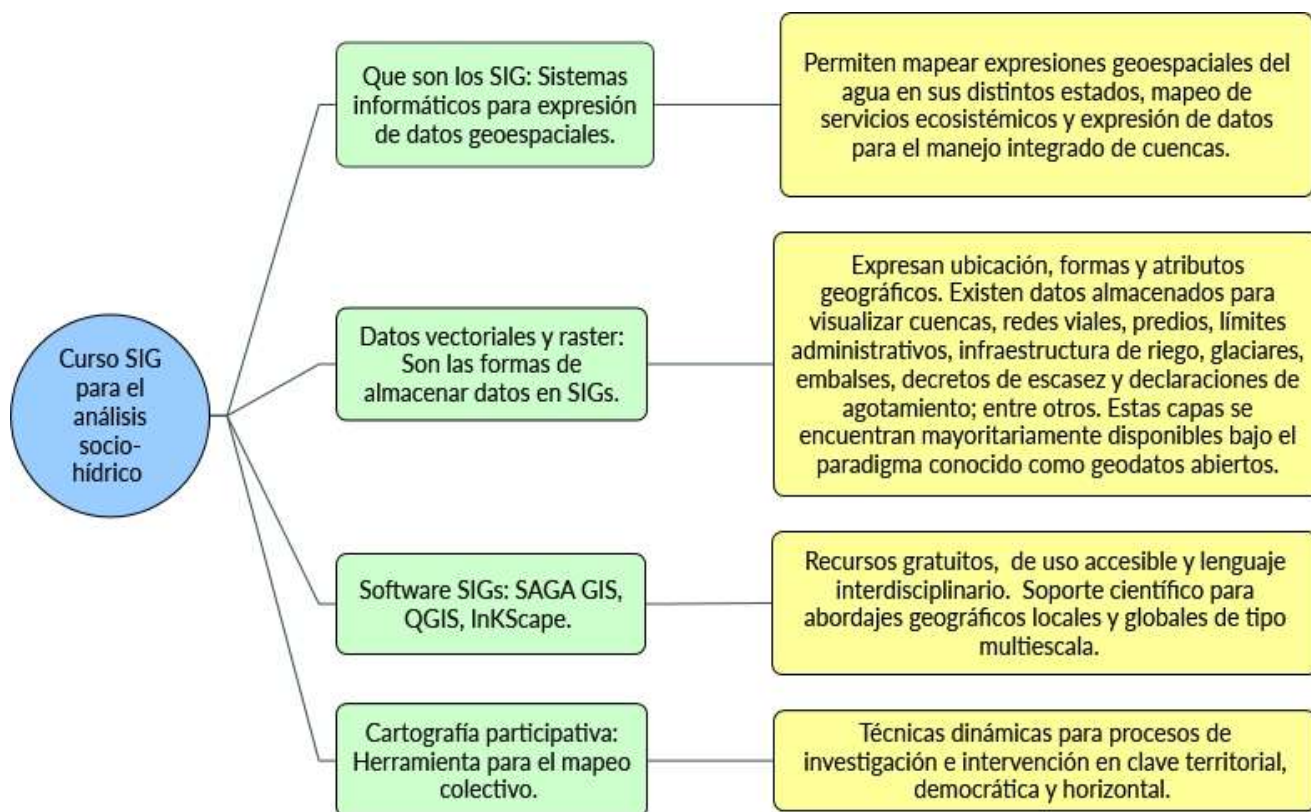 Curso SIG
para el
análisis
socio-
hídrico
Que son los SIG: Sistemas
informáticos para expresión
de datos geoespaciales.
Permiten mapear expresiones geoespaciales del
agua en sus distintos estados, mapeo de
servicios ecosistémicos y expresión de datos
para el manejo integrado de cuencas.
Datos vectoriales y raster:
Son las formas de
almacenar datos en SIGs.
Expresan ubicación, formas y atributos
geográficos. Existen datos almacenados para
visualizar cuencas, redes viales, predios, límites
administrativos, infraestructura de riego, glaciares,
embalses, decretos de escasez y declaraciones de
agotamiento; entre otros. Estas capas se
encuentran mayoritariamente disponibles bajo el
paradigma conocido como geodatos abiertos.
Software SIGs: SAGA GIS,
QGIS, InKScape.
Recursos gratuitos,  de uso accesible y lenguaje
interdisciplinario.  Soporte científico para
abordajes geográficos locales y globales de tipo
multiescala.
Cartografía participativa:
Herramienta para el mapeo
colectivo.
Técnicas dinámicas para procesos de
investigación e intervención en clave territorial,
democrática y horizontal.